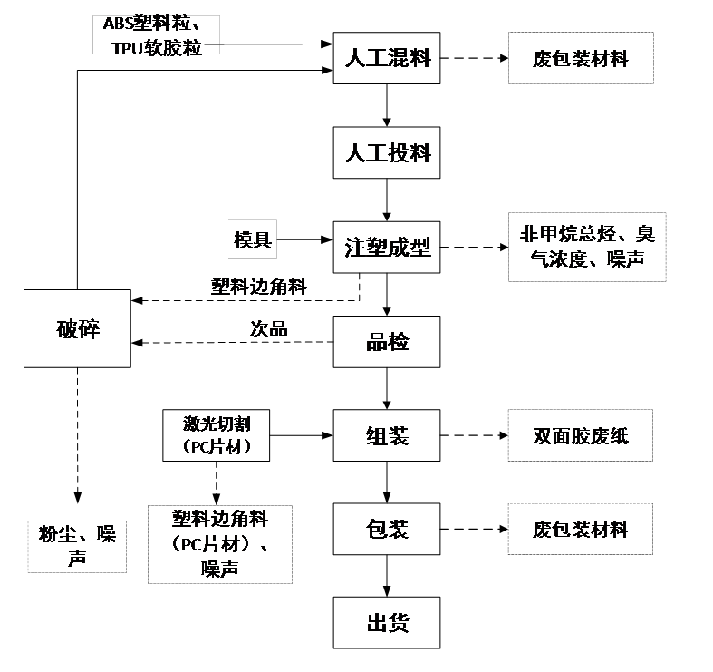 ABS塑料粒、
TPU软胶粒
人工混料
废包装材料
人工投料
模具
注塑成型
非甲烷总烃、臭
气浓度、噪声
塑料边角料
破碎
次品
品检
激光切割
（PC片材）
组装
双面胶废纸
粉尘、噪
声
塑料边角料
（PC片材）、
噪声
包装
废包装材料
出货